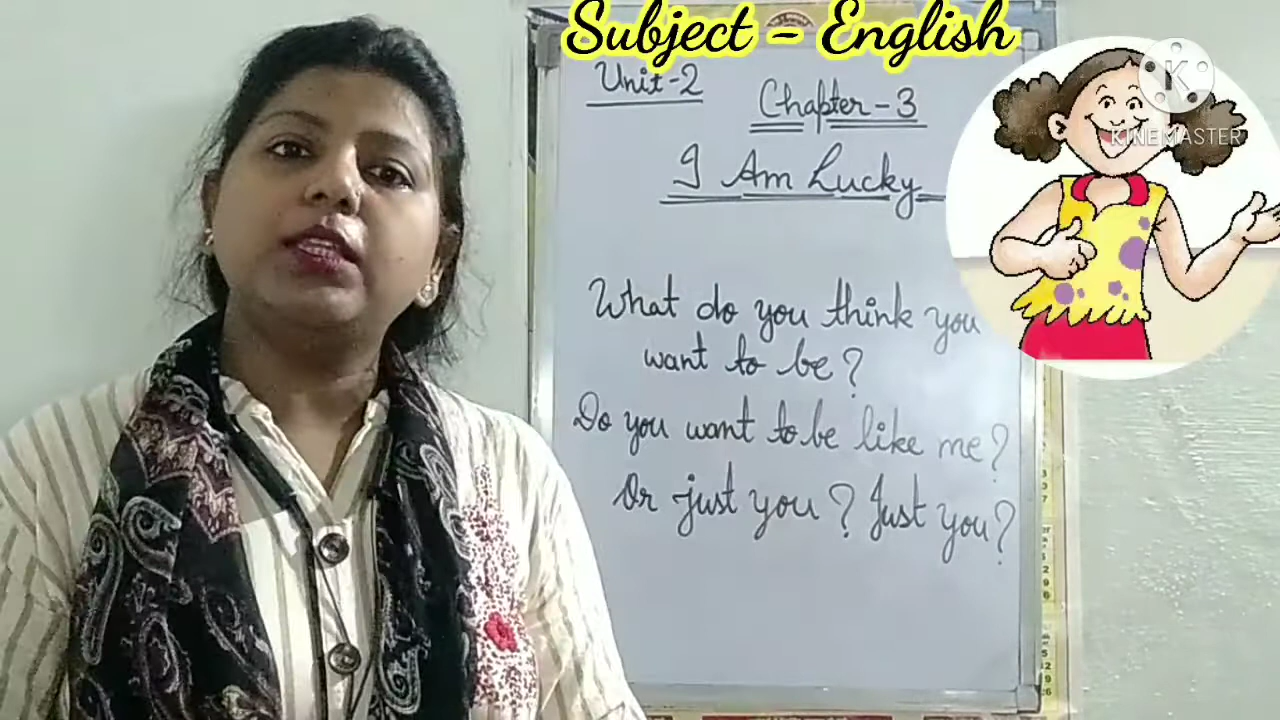 Subject - English
Unit-2
Chapter-3
I Am Lucky
What do you think you
want to be?
Do you want to be like me?
Or just you? Just you?
KINEMASTER